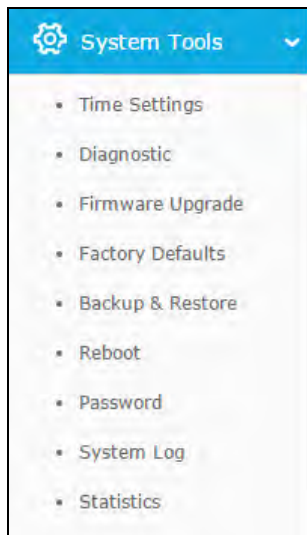 System Tools
• Time Settings
• Diagnostic
• Firmware Upgrade
• Factory Defaults
• Backup & Restore
• Reboot
• Password
• System Log
• Statistics